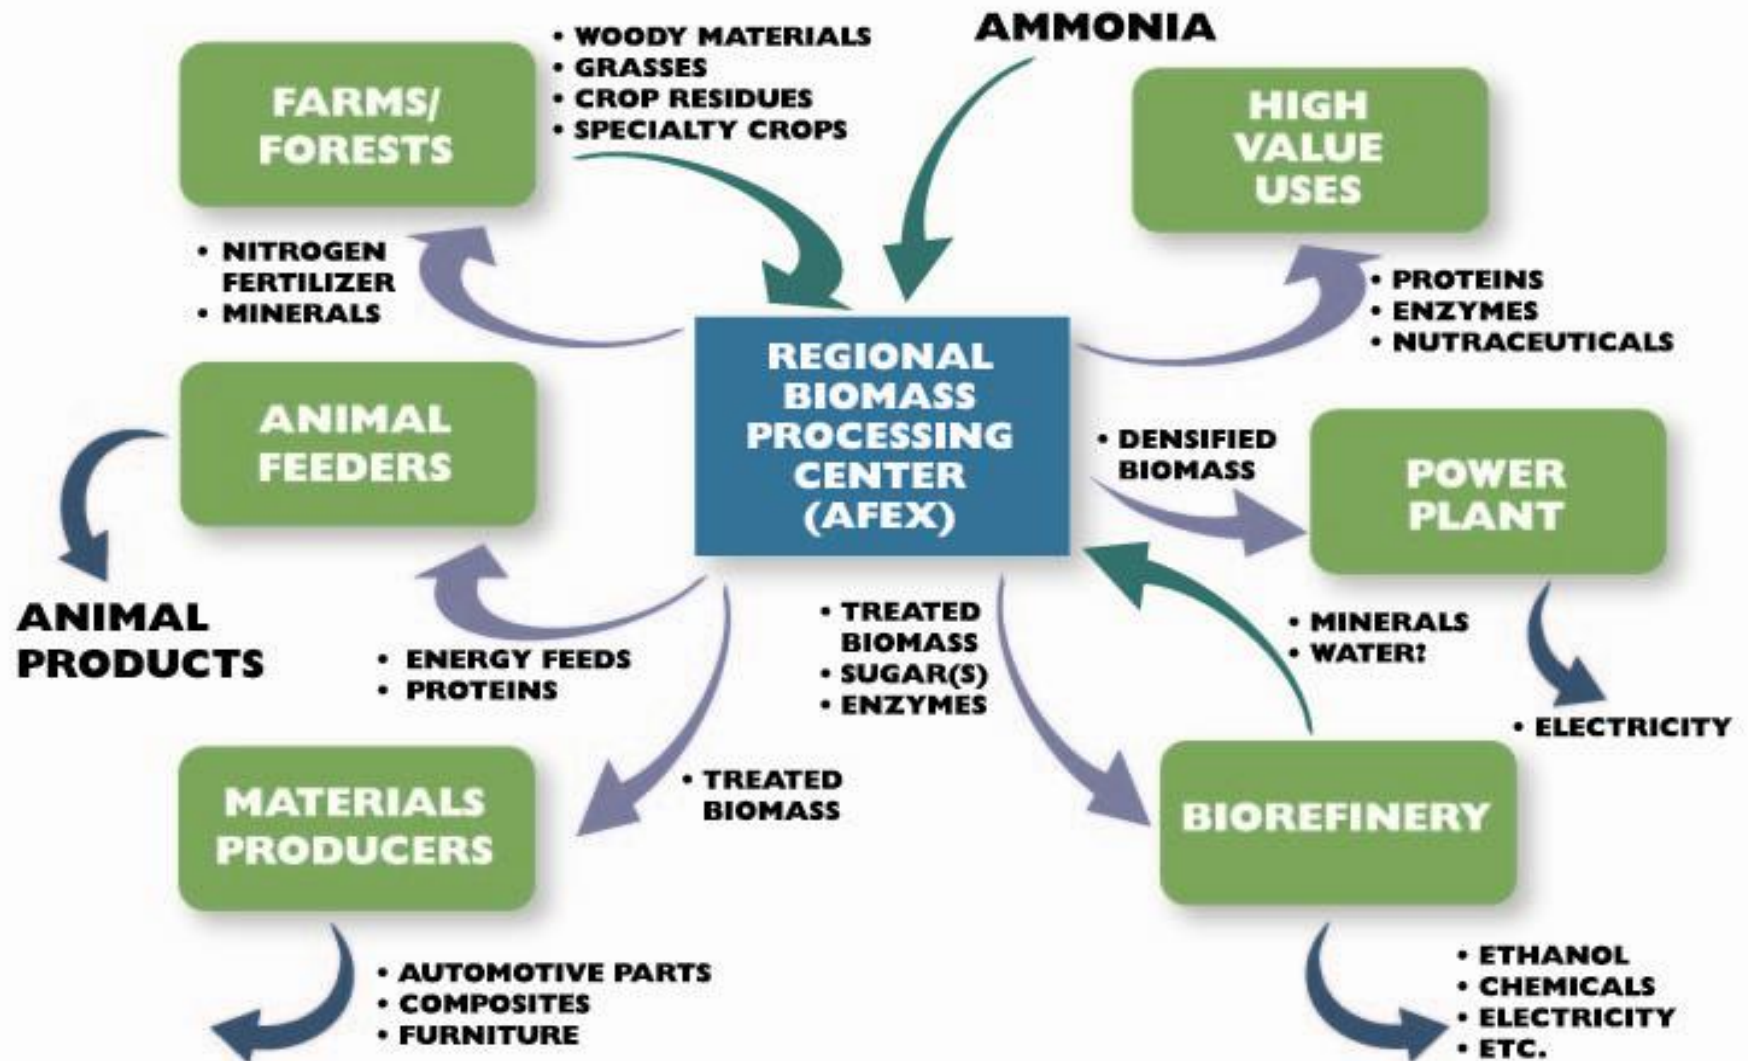 AMMONIA
FARMS/
FORESTS
• WOODY MATERIALS
• GRASSES
• CROP RESIDUES
• SPECIALTY CROPS
HIGH
VALUE
USES
• NITROGEN
FERTILIZER
• MINERALS
• PROTEINS
• ENZYMES
• NUTRACEUTICALS
REGIONAL
BIOMASS
PROCESSING
CENTER
(AFEX)
ANIMAL
FEEDERS
• DENSIFIED
BIOMASS
POWER
PLANT
ANIMAL
PRODUCTS
• ENERGY FEEDS
• PROTEINS
• TREATED
BIOMASS
• SUGAR(S)
• ENZYMES
• MINERALS
• WATER?
• ELECTRICITY
MATERIALS
PRODUCERS
• TREATED
BIOMASS
BIOREFINERY
• AUTOMOTIVE PARTS
• COMPOSITES
• FURNITURE
• ETHANOL
• CHEMICALS
• ELECTRICITY
• ETC.